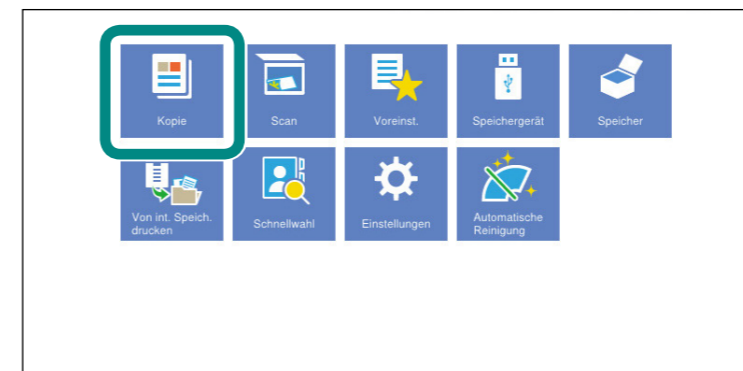 Kopie
Scan
Voreinst.
Speichergerät
Speicher
Von int. Speich.
drucken
Schnellwahl
Einstellungen
Automatische
Reinigung